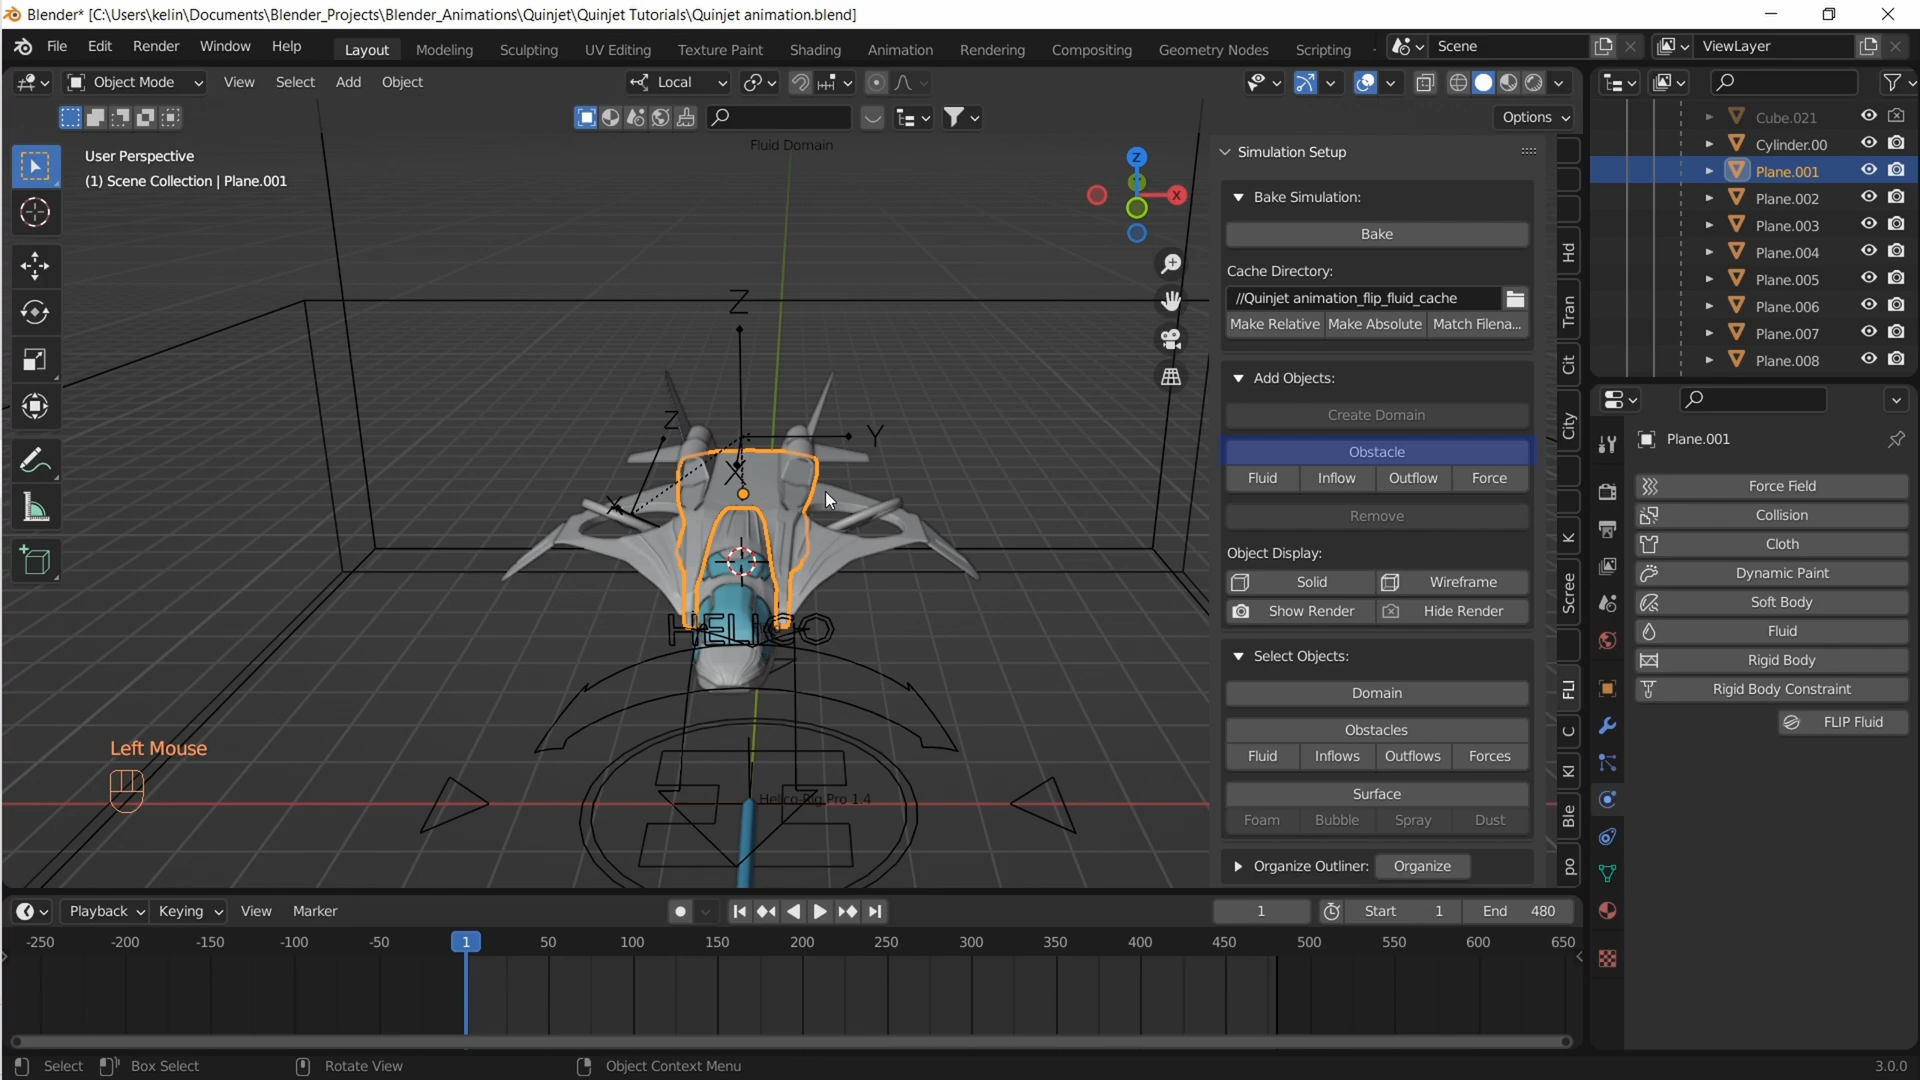 Blender* [C:\Users\kelin\Documents\Blender_Projects\Blender_Animations\Quinjet\Quinjet Tutorials\Quinjet animation.blend]
File Edit Render Window Help Layout Modeling Sculpting UV Editing Texture Paint Shading Animation Rendering Compositing Geometry Nodes Scripting Scene ViewLayer
Object Mode View Select Add Object Local
Options
User Perspective
(1) Scene Collection | Plane.001
Fluid Domain
Z
X
Z
Z
Y
X
X
HELICO
Helico-Rig Pro 1.4
Left Mouse
Simulation Setup
Bake Simulation:
Bake
Cache Directory:
//Quinjet animation_flip_fluid_cache
Make Relative Make Absolute Match Filena...
Add Objects:
Create Domain
Obstacle
Fluid Inflow Outflow Force
Remove
Object Display:
Solid Wireframe
Show Render Hide Render
Select Objects:
Domain
Obstacles
Fluid Inflows Outflows Forces
Surface
Foam Bubble Spray Dust
Organize Outliner: Organize
Hd
Tran
Cit
City
K
Scree
FLI
C
KI
Ble
po
Cube.021
Cylinder.00
Plane.001
Plane.002
Plane.003
Plane.004
Plane.005
Plane.006
Plane.007
Plane.008
Plane.001
Force Field
Collision
Cloth
Dynamic Paint
Soft Body
Fluid
Rigid Body
Rigid Body Constraint
FLIP Fluid
Playback Keying View Marker 1 Start 1 End 480
-250 -200 -150 -100 -50 1 50 100 150 200 250 300 350 400 450 500 550 600 650
Select Box Select Rotate View Object Context Menu 3.0.0